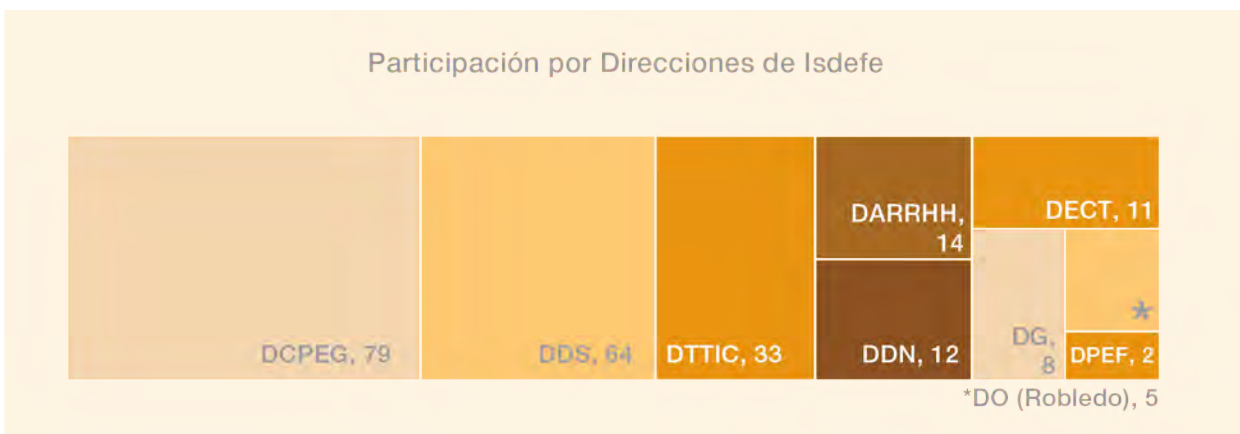 Participación por Direcciones de Isdefe
DCPEG, 79
DDS, 64
DTTIC, 33
DARRHH,
14
DDN, 12
DECT, 11
DG,
8
*
DPEF, 2
*DO (Robledo), 5